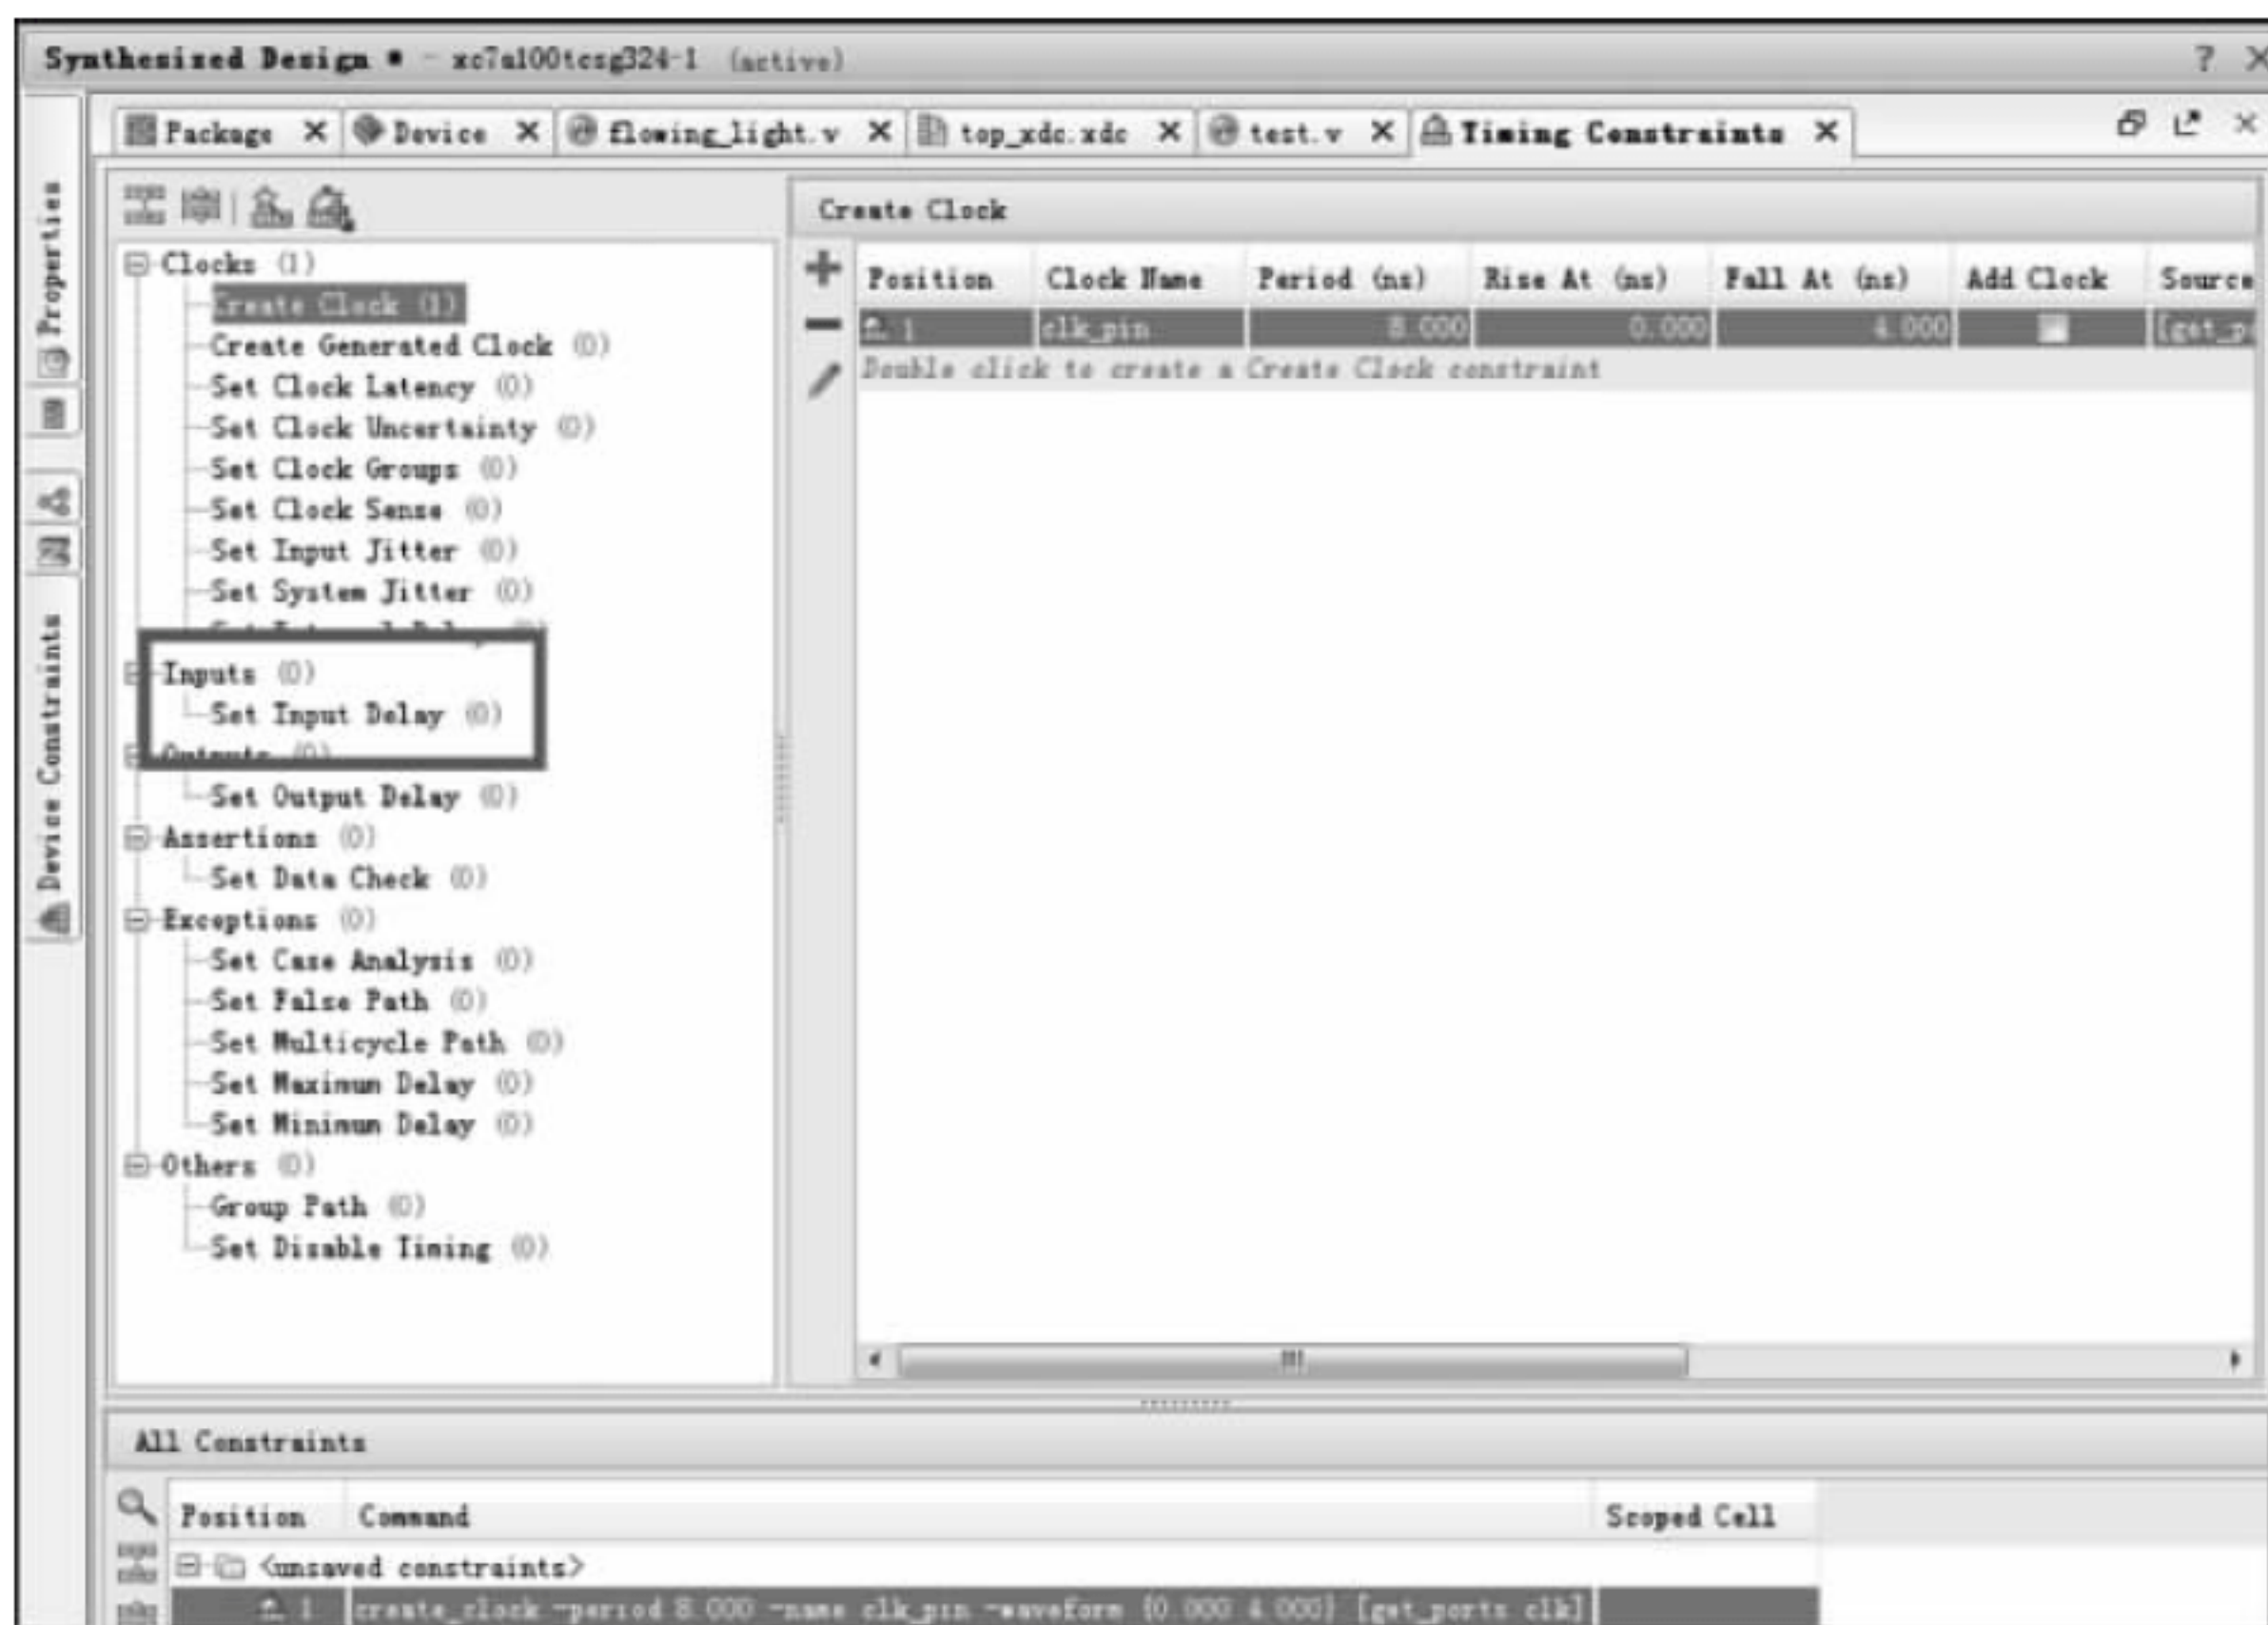 Synthesized Design * - xc7a100tcsg324-1 (active)
Package
Device
flowing_light.v
top_xdc.xdc
test.v
Timing Constraints
Properties
Device Constraints
Clocks (1)
Create Clock (1)
Create Generated Clock (0)
Set Clock Latency (0)
Set Clock Uncertainty (0)
Set Clock Groups (0)
Set Clock Sense (0)
Set Input Jitter (0)
Set System Jitter (0)
Inputs (0)
Set Input Delay (0)
Outputs (0)
Set Output Delay (0)
Assertions (0)
Set Data Check (0)
Exceptions (0)
Set Case Analysis (0)
Set False Path (0)
Set Multicycle Path (0)
Set Maximum Delay (0)
Set Minimum Delay (0)
Others (0)
Group Path (0)
Set Disable Timing (0)
Create Clock
Position Clock Name Period (ns) Rise At (ns) Fall At (ns) Add Clock Source
1 clk_pin 8.000 0.000 4.000 [get_p
Double click to create a Create Clock constraint
All Constraints
Position Command Scoped Cell
<unsaved constraints>
1 create_clock -period 8.000 -name clk_pin -waveform {0.000 4.000} [get_ports clk]